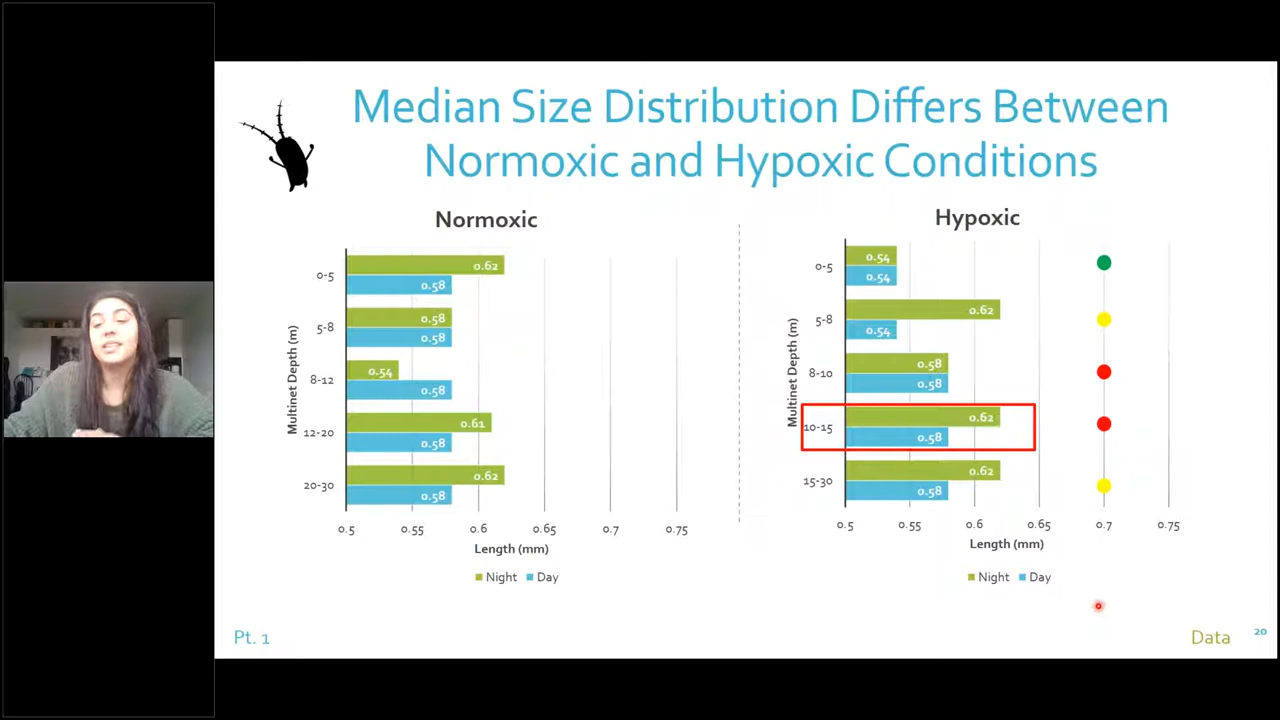 Median Size Distribution Differs Between
Normoxic and Hypoxic Conditions
Normoxic
Multinet Depth (m)
0-5
0.62
0.58
5-8
0.58
0.58
8-12
0.54
0.58
12-20
0.61
0.58
20-30
0.62
0.58
0.5 0.55 0.6 0.65 0.7 0.75
Length (mm)
Night Day
Hypoxic
Multinet Depth (m)
0-5
0.54
0.54
5-8
0.62
0.54
8-10
0.58
0.58
10-15
0.62
0.58
15-30
0.62
0.58
0.5 0.55 0.6 0.65 0.7 0.75
Length (mm)
Night Day
Pt. 1
Data 20